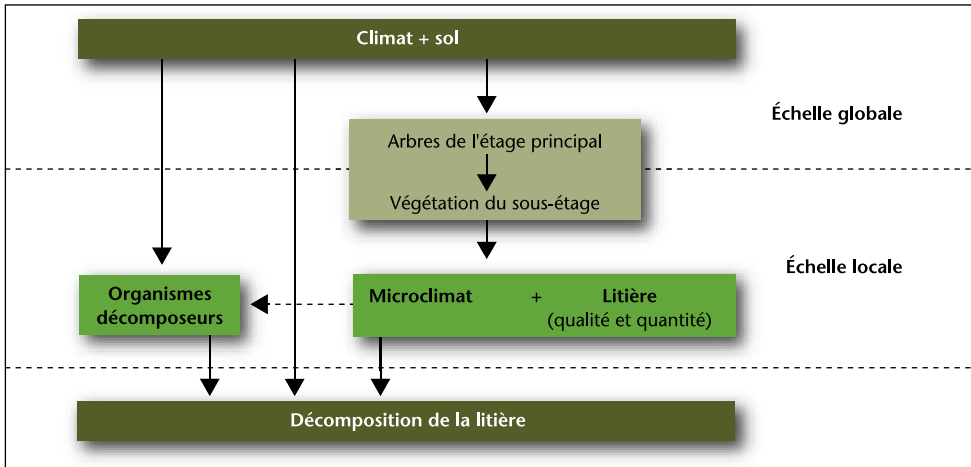 Climat + sol
Échelle globale
Arbres de l'étage principal
Végétation du sous-étage
Échelle locale
Organismes
décomposeurs
Microclimat + Litière
(qualité et quantité)
Décomposition de la litière